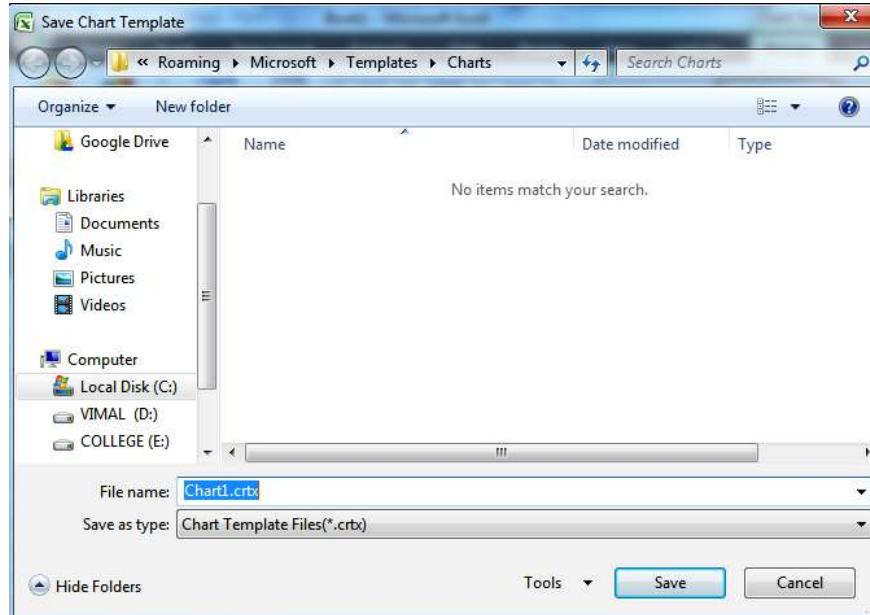 Save Chart Template
« Roaming Microsoft Templates Charts Search Charts
Organize New folder
Name Date modified Type
No items match your search.
Google Drive
Libraries
Documents
Music
Pictures
Videos
Computer
Local Disk (C:)
VIMAL (D:)
COLLEGE (E:)
File name: Chart1.crtx
Save as type: Chart Template Files(*.crtx)
Hide Folders Tools Save Cancel